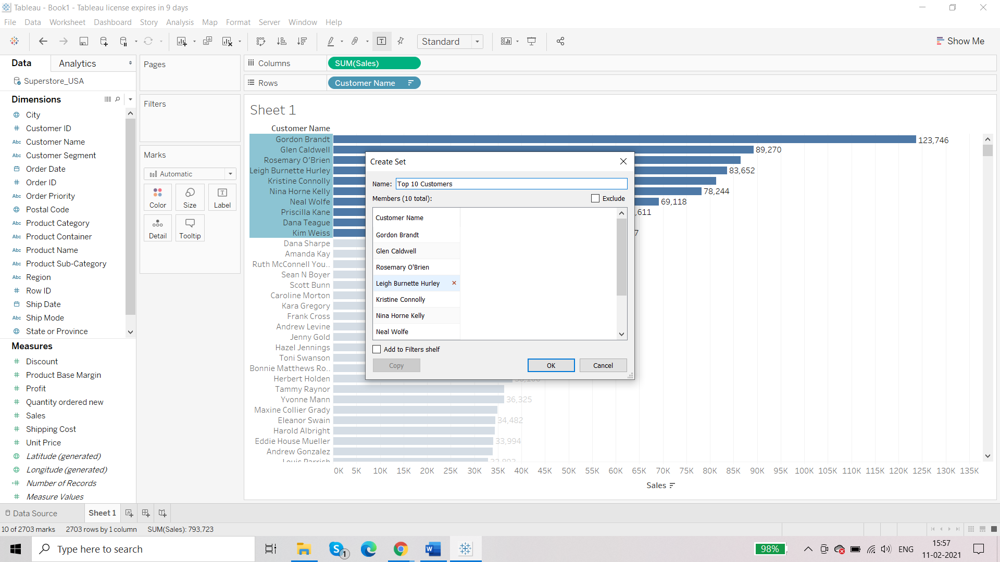 Tableau - Book1 - Tableau license expires in 9 days
File Data Worksheet Dashboard Story Analysis Map Format Server Window Help
Standard
Show Me
Data
Analytics
Superstore_USA
Dimensions
City
Customer ID
Abc Customer Name
Abc Customer Segment
Order Date
Order ID
Abc Order Priority
Postal Code
Abc Product Category
Abc Product Container
Abc Product Name
Abc Product Sub-Category
Abc Region
Row ID
Ship Date
Abc Ship Mode
State or Province
Measures
Discount
Product Base Margin
Profit
Quantity ordered new
Sales
Shipping Cost
Unit Price
Latitude (generated)
Longitude (generated)
Number of Records
Measure Values
Pages
Filters
Marks
Automatic
Color
Size
Label
Detail
Tooltip
Columns
SUM(Sales)
Rows
Customer Name
Sheet 1
Customer Name
Gordon Brandt 123,746
Glen Caldwell 89,270
Rosemary O'Brien
Leigh Burnette Hurley 83,652
Kristine Connolly
Nina Horne Kelly 78,244
Neal Wolfe 69,118
Priscilla Kane ,611
Dana Teague
Kim Weiss 7
Dana Sharpe
Amanda Kay
Ruth McConnell You..
Sean N Boyer
Scott Bunn
Caroline Morton
Kara Gregory
Frank Cross
Andrew Levine
Jenny Gold
Hazel Jennings
Toni Swanson
Bonnie Matthews Ro..
Herbert Holden
Tammy Raynor
Yvonne Mann 36,325
Maxine Collier Grady
Eleanor Swain 34,482
Harold Albright
Eddie House Mueller 33,994
Andrew Gonzalez
0K 5K 10K 15K 20K 25K 30K 35K 40K 45K 50K 55K 60K 65K 70K 75K 80K 85K 90K 95K 100K 105K 110K 115K 120K 125K 130K 135K
Sales
Create Set
Name: Top 10 Customers
Members (10 total):
Exclude
Customer Name
Gordon Brandt
Glen Caldwell
Rosemary O'Brien
Leigh Burnette Hurley
Kristine Connolly
Nina Horne Kelly
Neal Wolfe
Add to Filters shelf
Copy
OK
Cancel
Data Source
Sheet 1
10 of 2703 marks 2703 rows by 1 column SUM(Sales): 793,723
Type here to search
1
98%
ENG
15:57
11-02-2021